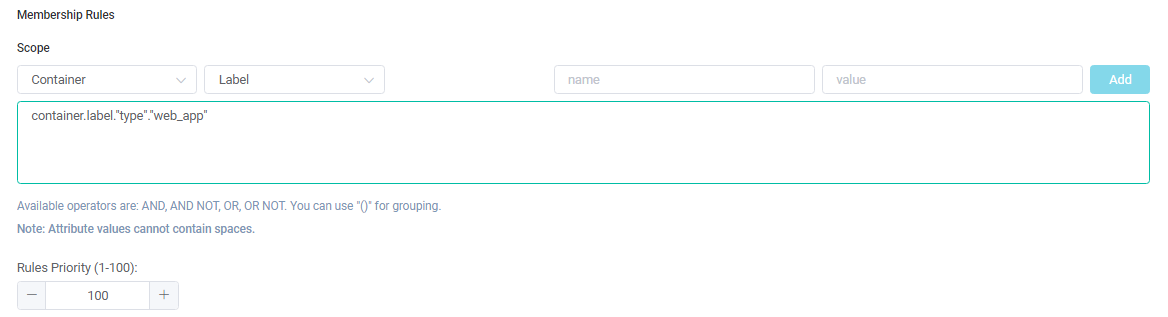 Membership Rules
Scope
Container Label name value Add
container.label."type"."web_app"
Available operators are: AND, AND NOT, OR, OR NOT. You can use "()" for grouping.
Note: Attribute values cannot contain spaces.
Rules Priority (1-100):
− 100 +